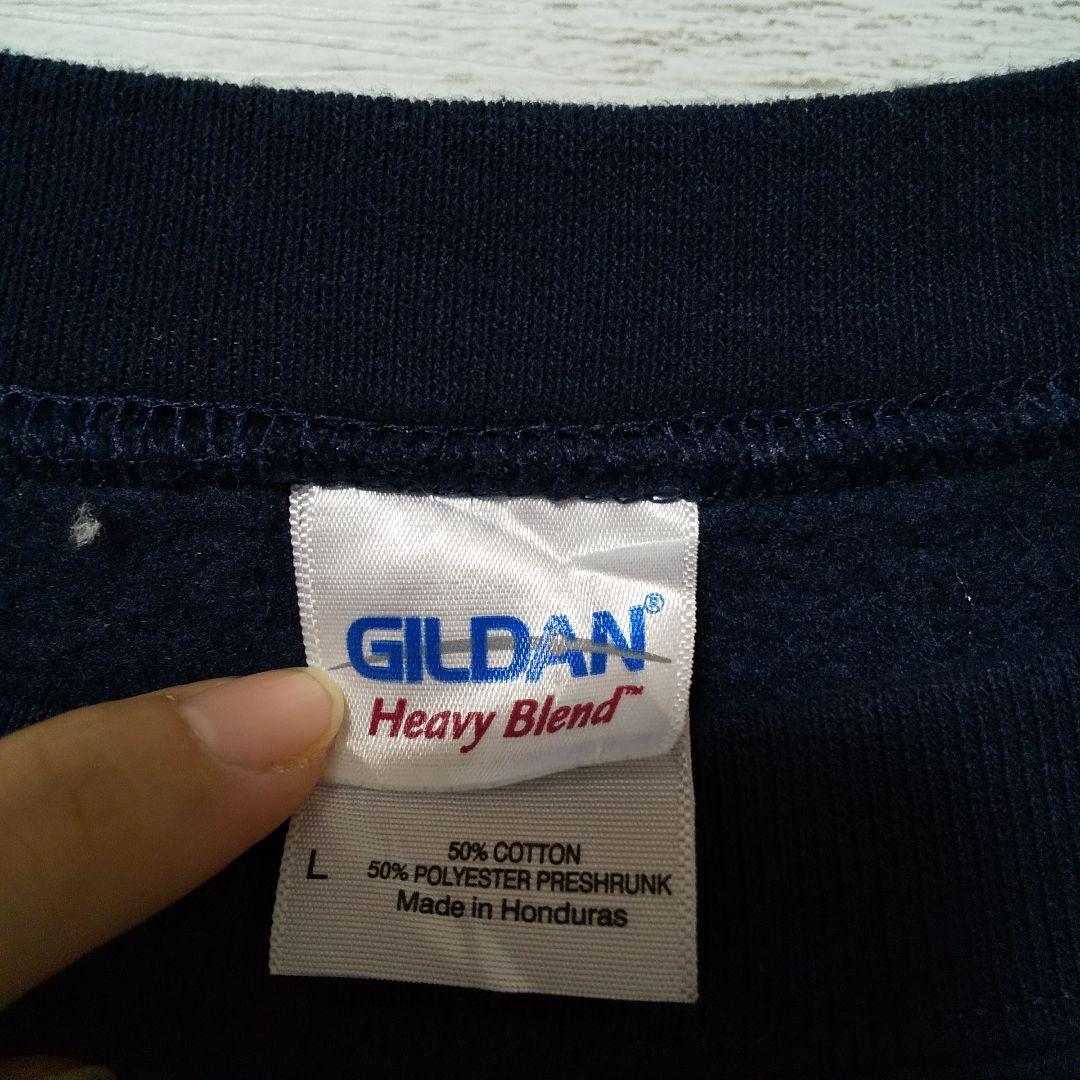 GILDAN®
Heavy Blend™
50% COTTON
L 50% POLYESTER PRESHRUNK
Made in Honduras